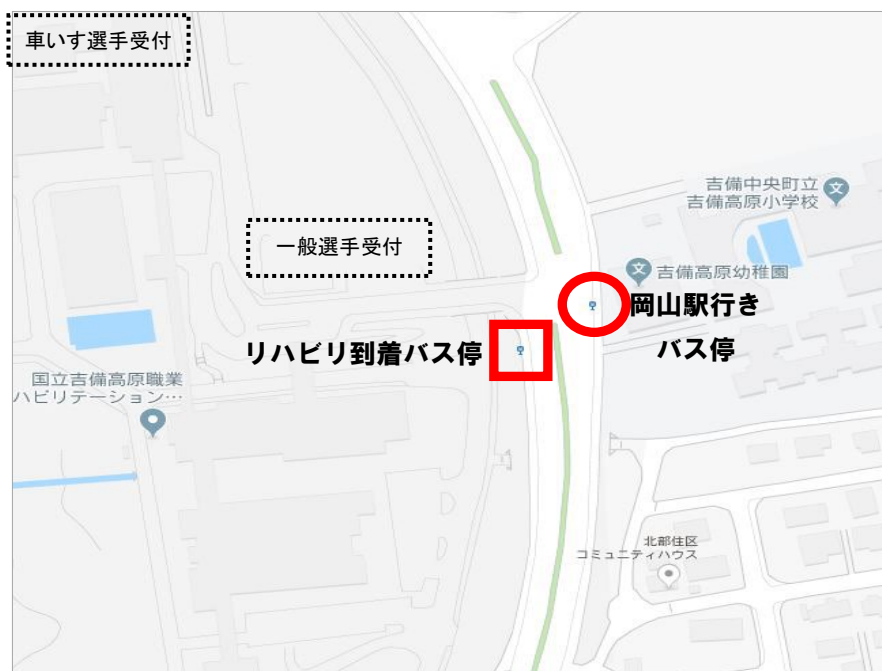 車いす選手受付
吉備中央町立
吉備高原小学校
一般選手受付
吉備高原幼稚園
岡山駅行き
バス停
リハビリ到着バス停
国立吉備高原職業
ハビリテーション…
北部住区
コミュニティハウス